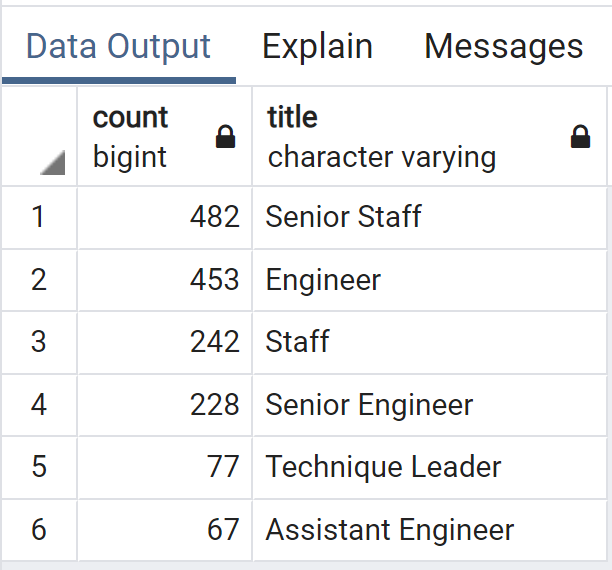 Data Output Explain Messages
count title
bigint character varying
1 482 Senior Staff
2 453 Engineer
3 242 Staff
4 228 Senior Engineer
5 77 Technique Leader
6 67 Assistant Engineer